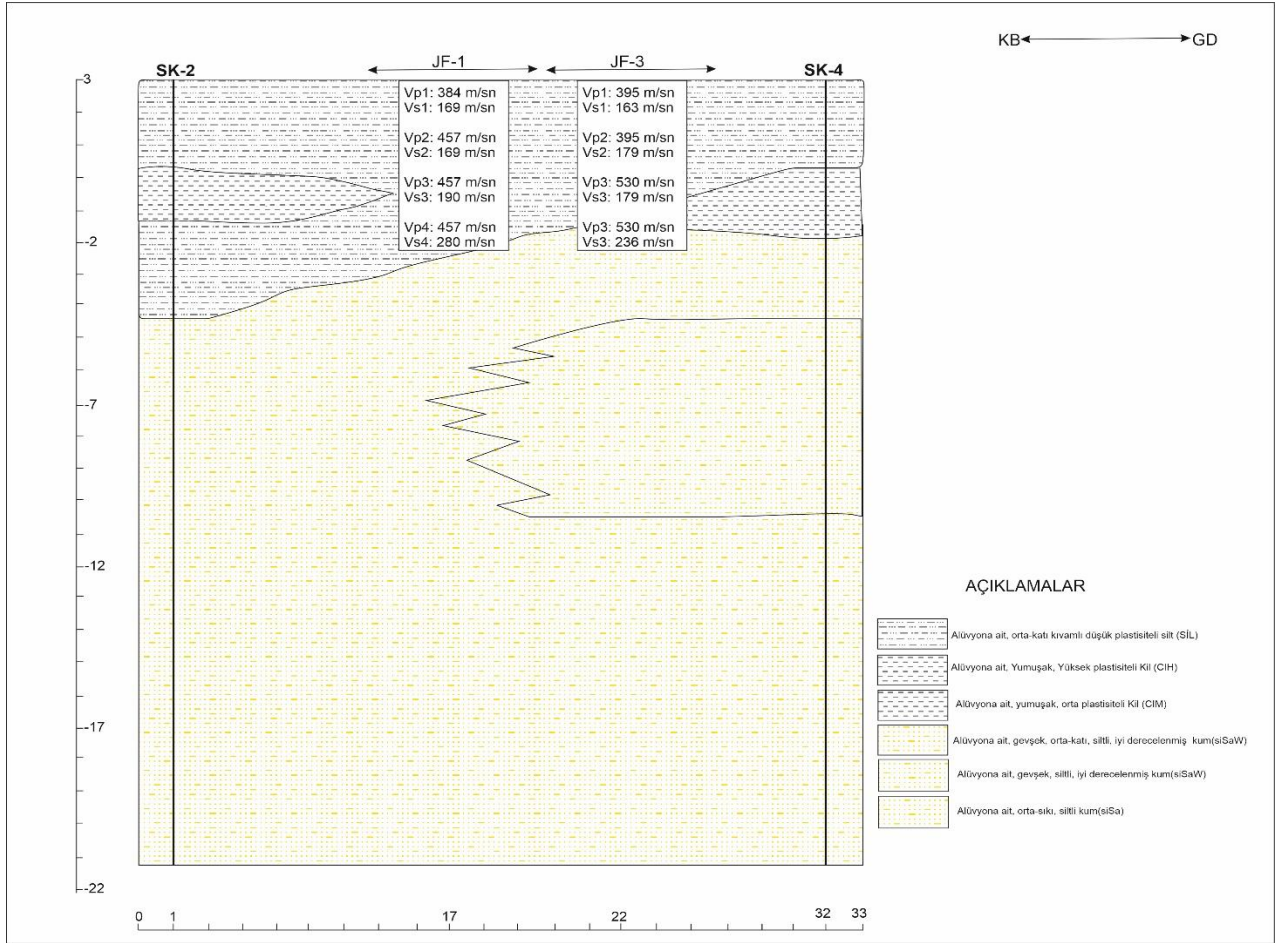 KB GD
SK-2 JF-1 JF-3 SK-4
Vp1: 384 m/sn
Vs1: 169 m/sn
Vp2: 457 m/sn
Vs2: 169 m/sn
Vp3: 457 m/sn
Vs3: 190 m/sn
Vp4: 457 m/sn
Vs4: 280 m/sn
Vp1: 395 m/sn
Vs1: 163 m/sn
Vp2: 395 m/sn
Vs2: 179 m/sn
Vp3: 530 m/sn
Vs3: 179 m/sn
Vp3: 530 m/sn
Vs3: 236 m/sn
3
-2
-7
-12
-17
-22
0 1 17 22 32 33
AÇIKLAMALAR
Alüvyona ait, orta-katı kıvamlı düşük plastisiteli silt (SİL)
Alüvyona ait, Yumuşak, Yüksek plastisiteli Kil (CIH)
Alüvyona ait, yumuşak, orta plastisiteli Kil (CIM)
Alüvyona ait, gevşek, orta-katı, siltli, iyi derecelenmiş kum(siSaW)
Alüvyona ait, gevşek, siltli, iyi derecelenmiş kum(siSaW)
Alüvyona ait, orta-sıkı, siltli kum(siSa)